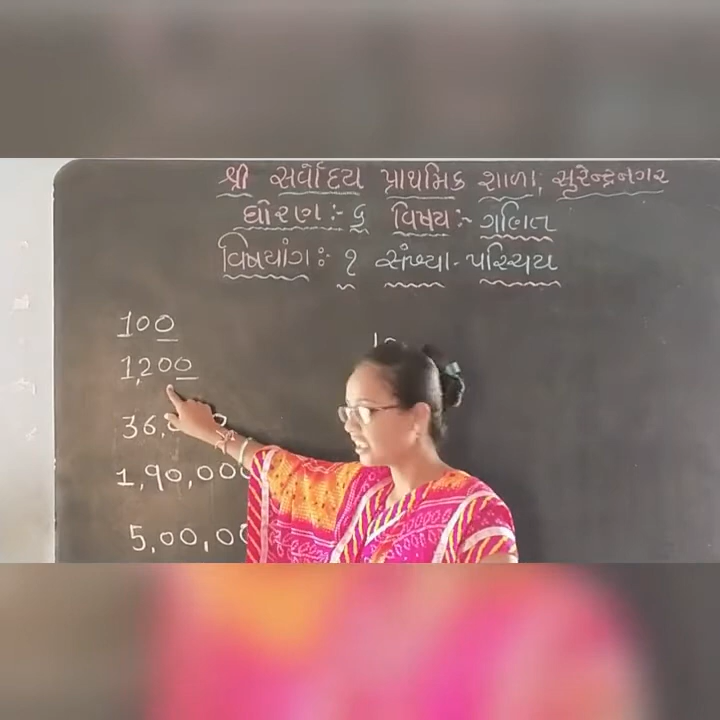 શ્રી સર્વોદય પ્રાથમિક શાળા, સુરેન્દ્રનગર
ધોરણ :- ૬ વિષય :- ગણિત
વિષયાંગ : ૧ સંખ્યા - પરિચય
100
1,200
36,
1,90,000
5,00,00